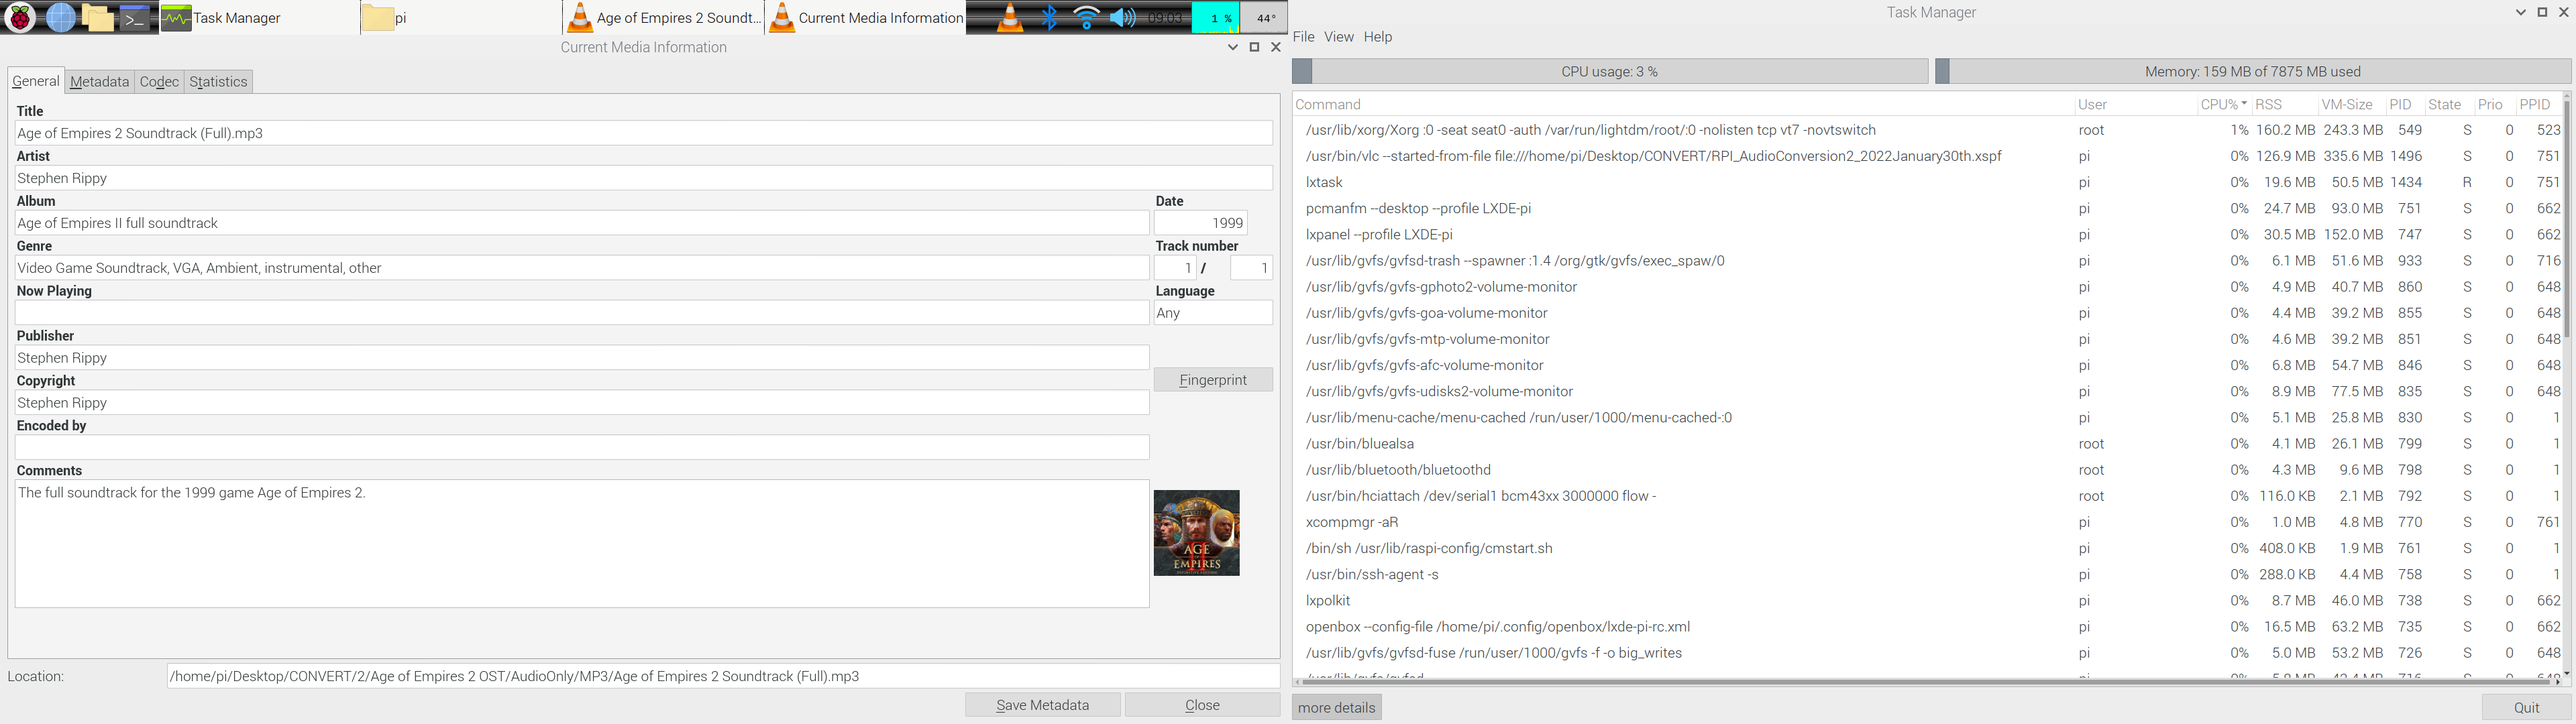 Task Manager
pi
Age of Empires 2 Soundt...
Current Media Information
09:03
1 %
44°
Current Media Information
General Metadata Codec Statistics
Title
Age of Empires 2 Soundtrack (Full).mp3
Artist
Stephen Rippy
Album Date
Age of Empires II full soundtrack 1999
Genre Track number
Video Game Soundtrack, VGA, Ambient, instrumental, other 1 / 1
Now Playing Language
Any
Publisher
Stephen Rippy
Fingerprint
Copyright
Stephen Rippy
Encoded by
Comments
The full soundtrack for the 1999 game Age of Empires 2.
AGE
OF
EMPIRES
II
DEFINITIVE EDITION
Location: /home/pi/Desktop/CONVERT/2/Age of Empires 2 OST/AudioOnly/MP3/Age of Empires 2 Soundtrack (Full).mp3
Save Metadata Close
Task Manager
File View Help
CPU usage: 3 % Memory: 159 MB of 7875 MB used
Command User CPU% RSS VM-Size PID State Prio PPID
/usr/lib/xorg/Xorg :0 -seat seat0 -auth /var/run/lightdm/root/:0 -nolisten tcp vt7 -novtswitch root 1% 160.2 MB 243.3 MB 549 S 0 523
/usr/bin/vlc --started-from-file file:///home/pi/Desktop/CONVERT/RPI_AudioConversion2_2022January30th.xspf pi 0% 126.9 MB 335.6 MB 1496 S 0 751
lxtask pi 0% 19.6 MB 50.5 MB 1434 R 0 751
pcmanfm --desktop --profile LXDE-pi pi 0% 24.7 MB 93.0 MB 751 S 0 662
lxpanel --profile LXDE-pi pi 0% 30.5 MB 152.0 MB 747 S 0 662
/usr/lib/gvfs/gvfsd-trash --spawner :1.4 /org/gtk/gvfs/exec_spaw/0 pi 0% 6.1 MB 51.6 MB 933 S 0 716
/usr/lib/gvfs/gvfs-gphoto2-volume-monitor pi 0% 4.9 MB 40.7 MB 860 S 0 648
/usr/lib/gvfs/gvfs-goa-volume-monitor pi 0% 4.4 MB 39.2 MB 855 S 0 648
/usr/lib/gvfs/gvfs-mtp-volume-monitor pi 0% 4.6 MB 39.2 MB 851 S 0 648
/usr/lib/gvfs/gvfs-afc-volume-monitor pi 0% 6.8 MB 54.7 MB 846 S 0 648
/usr/lib/gvfs/gvfs-udisks2-volume-monitor pi 0% 8.9 MB 77.5 MB 835 S 0 648
/usr/lib/menu-cache/menu-cached /run/user/1000/menu-cached-:0 pi 0% 5.1 MB 25.8 MB 830 S 0 1
/usr/bin/bluealsa root 0% 4.1 MB 26.1 MB 799 S 0 1
/usr/lib/bluetooth/bluetoothd root 0% 4.3 MB 9.6 MB 798 S 0 1
/usr/bin/hciattach /dev/serial1 bcm43xx 3000000 flow - root 0% 116.0 KB 2.1 MB 792 S 0 1
xcompmgr -aR pi 0% 1.0 MB 4.8 MB 770 S 0 761
/bin/sh /usr/lib/raspi-config/cmstart.sh pi 0% 408.0 KB 1.9 MB 761 S 0 1
/usr/bin/ssh-agent -s pi 0% 288.0 KB 4.4 MB 758 S 0 1
lxpolkit pi 0% 8.7 MB 46.0 MB 738 S 0 662
openbox --config-file /home/pi/.config/openbox/lxde-pi-rc.xml pi 0% 16.5 MB 63.2 MB 735 S 0 662
/usr/lib/gvfs/gvfsd-fuse /run/user/1000/gvfs -f -o big_writes pi 0% 5.0 MB 53.2 MB 726 S 0 648
/usr/lib/gvfs/gvfsd pi 0% 5.8 MB 42.4 MB 716 S 0 648
more details Quit